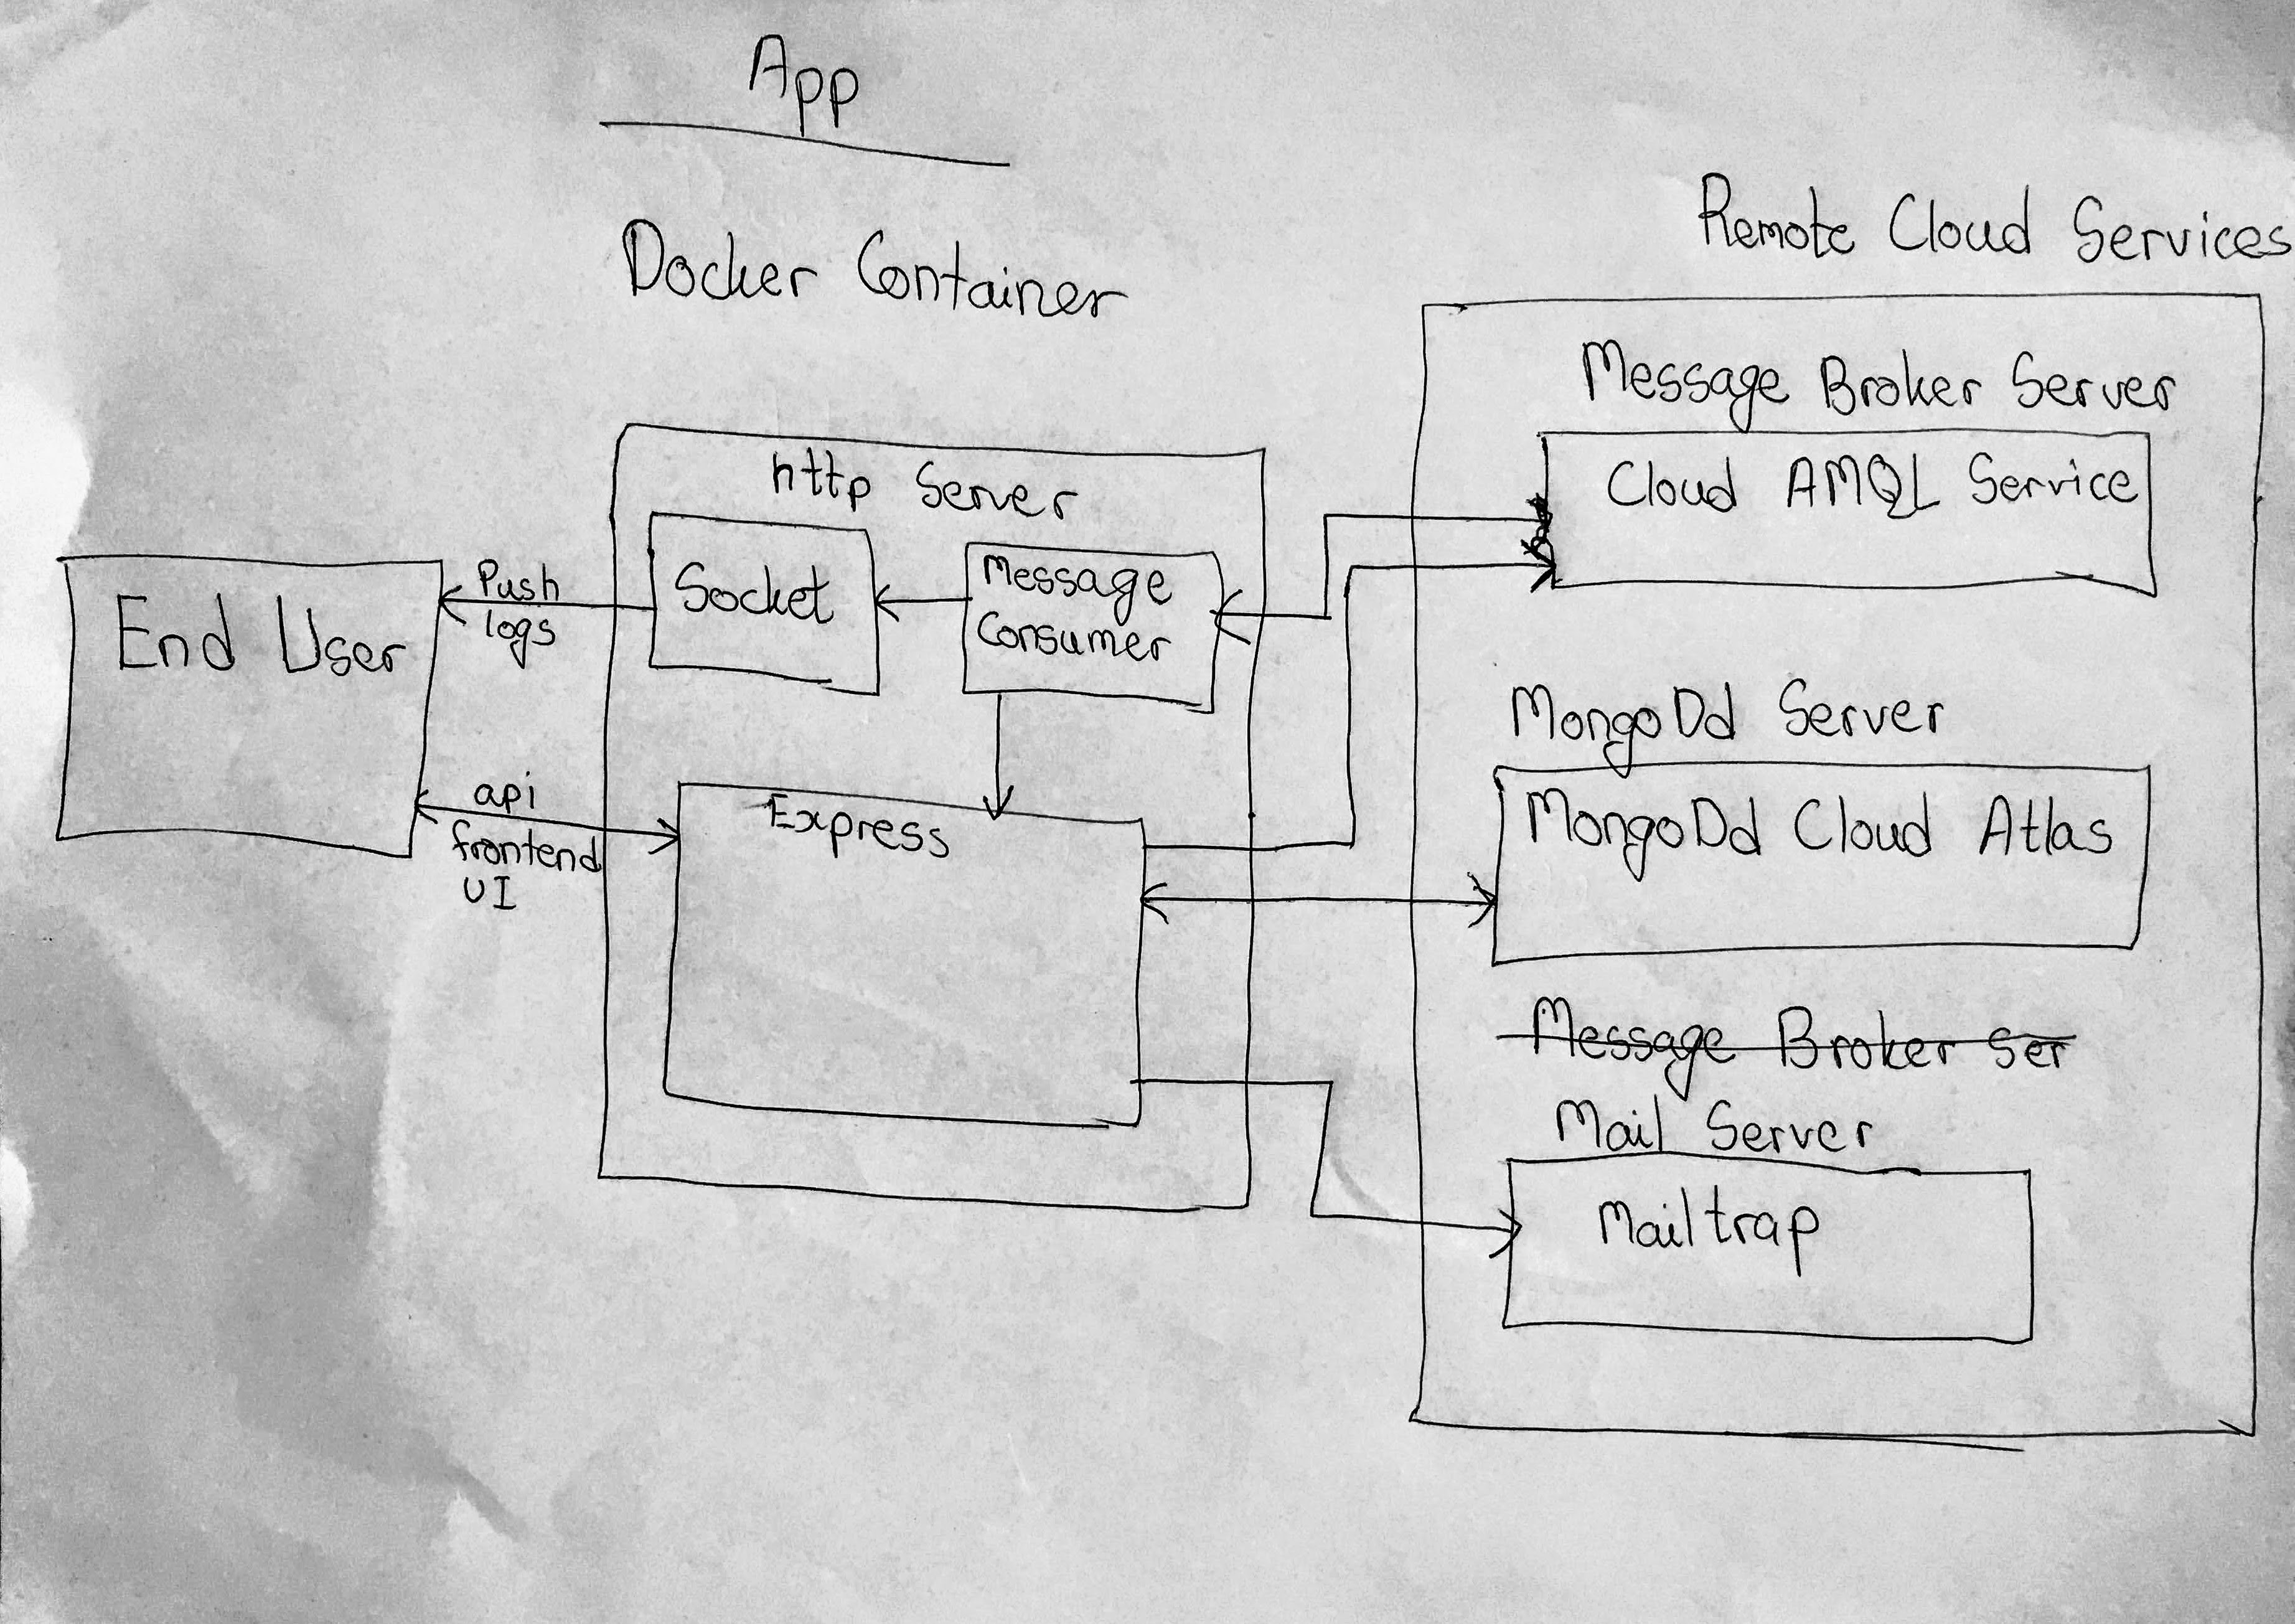 App
Docker Container
Remote Cloud Services
Message Broker Server
Cloud AMQL Service
http Server
Socket
Message
Consumer
Push
logs
End User
MongoDd Server
MongoDd Cloud Atlas
api
frontend
UI
Express
Message Broker Ser
Mail Server
Mailtrap